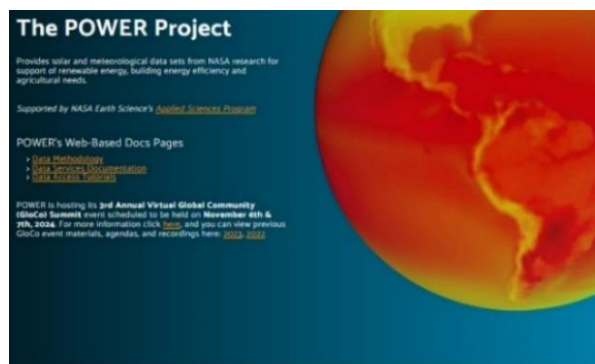 The POWER Project
Provides solar and meteorological data sets from NASA research for
support of renewable energy, building energy efficiency and
agricultural needs.
Supported by NASA Earth Science's Applied Sciences Program
POWER's Web-Based Docs Pages
> Data Methodology
> Data Services Documentation
> Data Access Tutorials
POWER is hosting its 3rd Annual Virtual Global Community
(GloCo) Summit event scheduled to be held on November 6th &
7th, 2024. For more information click here, and you can view previous
GloCo event materials, agendas, and recordings here: 2023, 2022